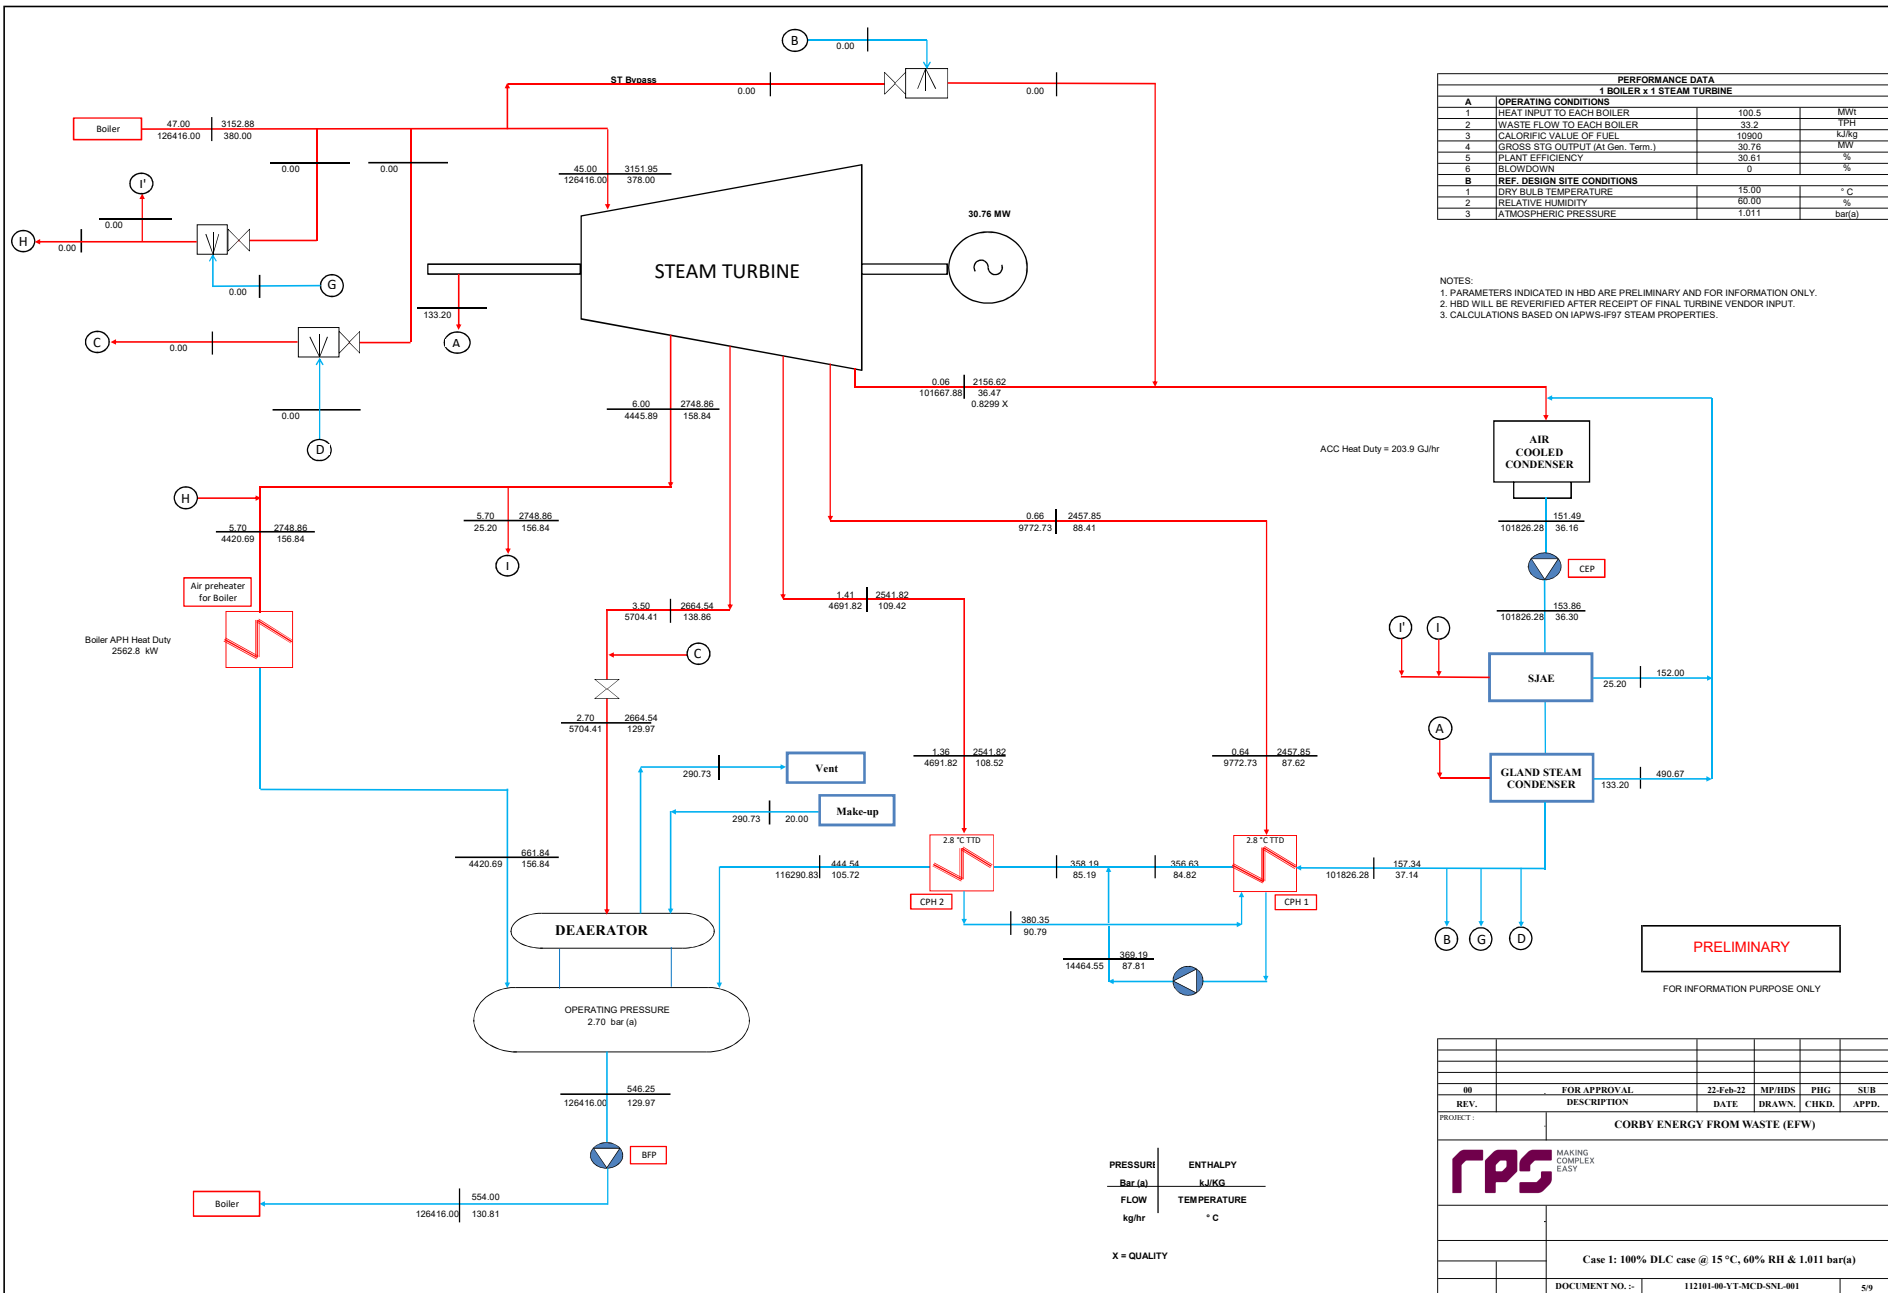 B
0.00
ST Bypass
0.00
0.00
Boiler
47.00 3152.88
126416.00 380.00
0.00
0.00
45.00 3151.95
126416.00 378.00
I'
0.00
H
0.00
0.00
G
C
0.00
0.00
D
133.20
A
STEAM TURBINE
30.76 MW
PERFORMANCE DATA
1 BOILER x 1 STEAM TURBINE
A OPERATING CONDITIONS
1 HEAT INPUT TO EACH BOILER 100.5 MWt
2 WASTE FLOW TO EACH BOILER 33.2 TPH
3 CALORIFIC VALUE OF FUEL 10900 kJ/kg
4 GROSS STG OUTPUT (At Gen. Term.) 30.76 MW
5 PLANT EFFICIENCY 30.61 %
6 BLOWDOWN 0 %
B REF. DESIGN SITE CONDITIONS
1 DRY BULB TEMPERATURE 15.00 ° C
2 RELATIVE HUMIDITY 60.00 %
3 ATMOSPHERIC PRESSURE 1.011 bar(a)
NOTES:
1. PARAMETERS INDICATED IN HBD ARE PRELIMINARY AND FOR INFORMATION ONLY.
2. HBD WILL BE REVERIFIED AFTER RECEIPT OF FINAL TURBINE VENDOR INPUT.
3. CALCULATIONS BASED ON IAPWS-IF97 STEAM PROPERTIES.
0.06 2156.62
101667.88 36.47
0.8299 X
6.00 2748.86
4445.89 158.84
ACC Heat Duty = 203.9 GJ/hr
AIR
COOLED
CONDENSER
H
5.70 2748.86
4420.69 156.84
5.70 2748.86
25.20 156.84
I
0.66 2457.85
9772.73 88.41
151.49
101826.28 36.16
CEP
Air preheater
for Boiler
Boiler APH Heat Duty
2562.8 kW
3.50 2664.54
5704.41 138.86
1.41 2541.82
4691.82 109.42
153.86
101826.28 36.30
C
I'
I
SJAE
152.00
25.20
2.70 2664.54
5704.41 129.97
A
1.36 2541.82
4691.82 108.52
0.64 2457.85
9772.73 87.62
290.73
Vent
GLAND STEAM
CONDENSER
490.67
133.20
Make-up
290.73 20.00
2.8 °C TTD
2.8 °C TTD
661.84
4420.69 156.84
444.54
116290.83 105.72
358.19
85.19
356.63
84.82
157.34
101826.28 37.14
CPH 2
CPH 1
380.35
90.79
DEAERATOR
B
G
D
369.19
14464.55 87.81
PRELIMINARY
FOR INFORMATION PURPOSE ONLY
OPERATING PRESSURE
2.70 bar (a)
546.25
126416.00 129.97
BFP
Boiler
554.00
126416.00 130.81
PRESSURE ENTHALPY
Bar (a) kJ/KG
FLOW TEMPERATURE
kg/hr ° C
X = QUALITY
00 FOR APPROVAL 22-Feb-22 MP/HDS PHG SUB
REV. DESCRIPTION DATE DRAWN. CHKD. APPD.
PROJECT :
CORBY ENERGY FROM WASTE (EFW)
rps
MAKING
COMPLEX
EASY
Case 1: 100% DLC case @ 15 °C, 60% RH & 1.011 bar(a)
DOCUMENT NO. :- 112101-00-YT-MCD-SNL-001 5/9